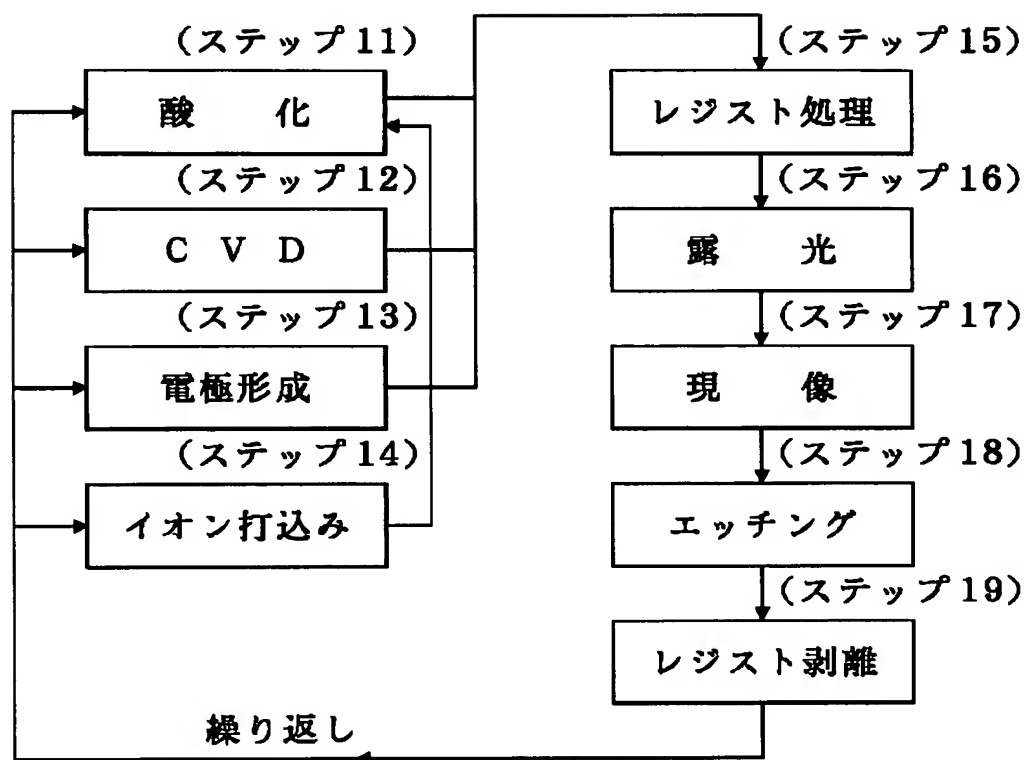 (ステップ11)
酸化
(ステップ12)
CVD
(ステップ13)
電極形成
(ステップ14)
イオン打込み
(ステップ15)
レジスト処理
(ステップ16)
露光
(ステップ17)
現像
(ステップ18)
エッチング
(ステップ19)
レジスト剥離
繰り返し